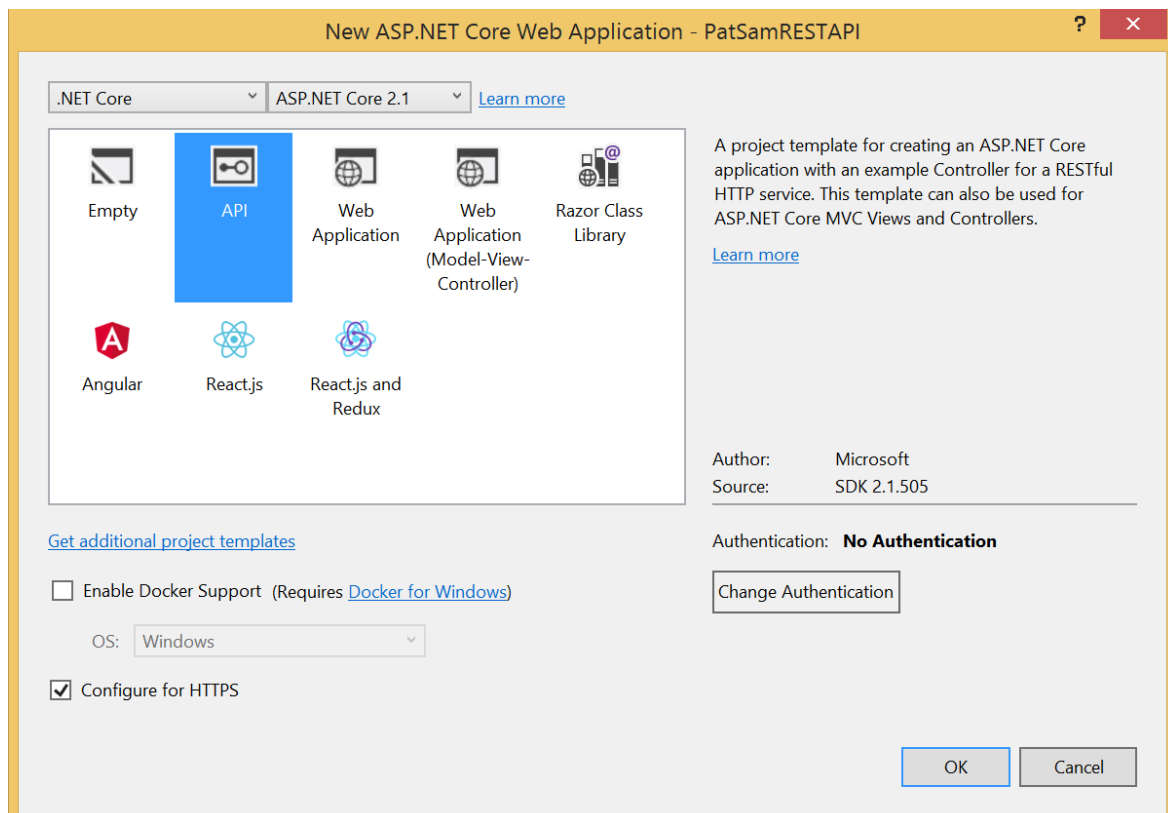 New ASP.NET Core Web Application - PatSamRESTAPI
?
.NET Core
ASP.NET Core 2.1
Learn more
Empty
API
Web
Application
Web
Application
(Model-View-
Controller)
Razor Class
Library
Angular
React.js
React.js and
Redux
A project template for creating an ASP.NET Core
application with an example Controller for a RESTful
HTTP service. This template can also be used for
ASP.NET Core MVC Views and Controllers.
Learn more
Author: Microsoft
Source: SDK 2.1.505
Get additional project templates
Authentication: No Authentication
Enable Docker Support (Requires Docker for Windows)
Change Authentication
OS: Windows
Configure for HTTPS
OK
Cancel